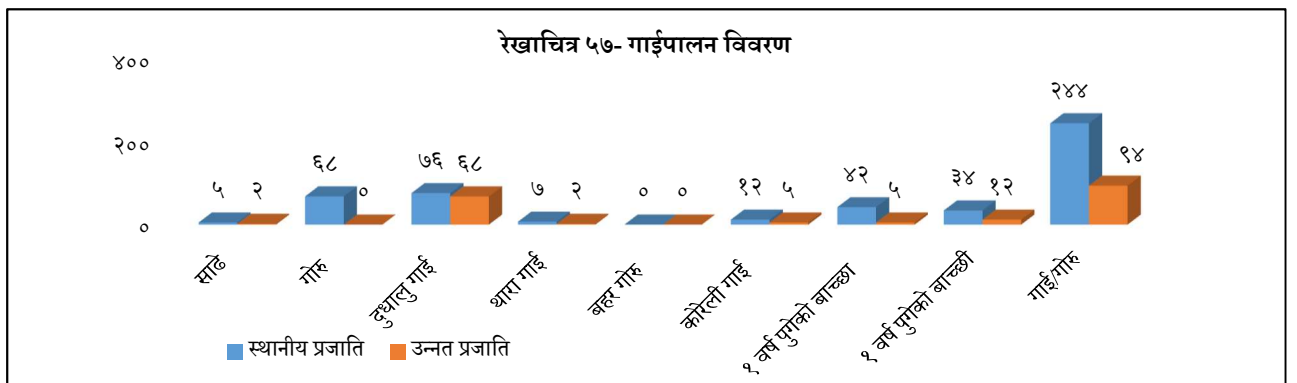 रेखाचित्र ५७- गाईपालन विवरण
४००
२००
०
५ २ ६८ ० ७६ ६८ ७ २ ० ० १२ ५ ४२ ५ ३४ १२ २४४ ९४
साढे
गोरु
दुधालु गाई
थारा गाई
बहर गोरु
कोरेली गाई
१ वर्ष पुगेको बाच्छा
१ वर्ष पुगेको बाच्छी
गाई/गोरु
स्थानीय प्रजाति उन्नत प्रजाति